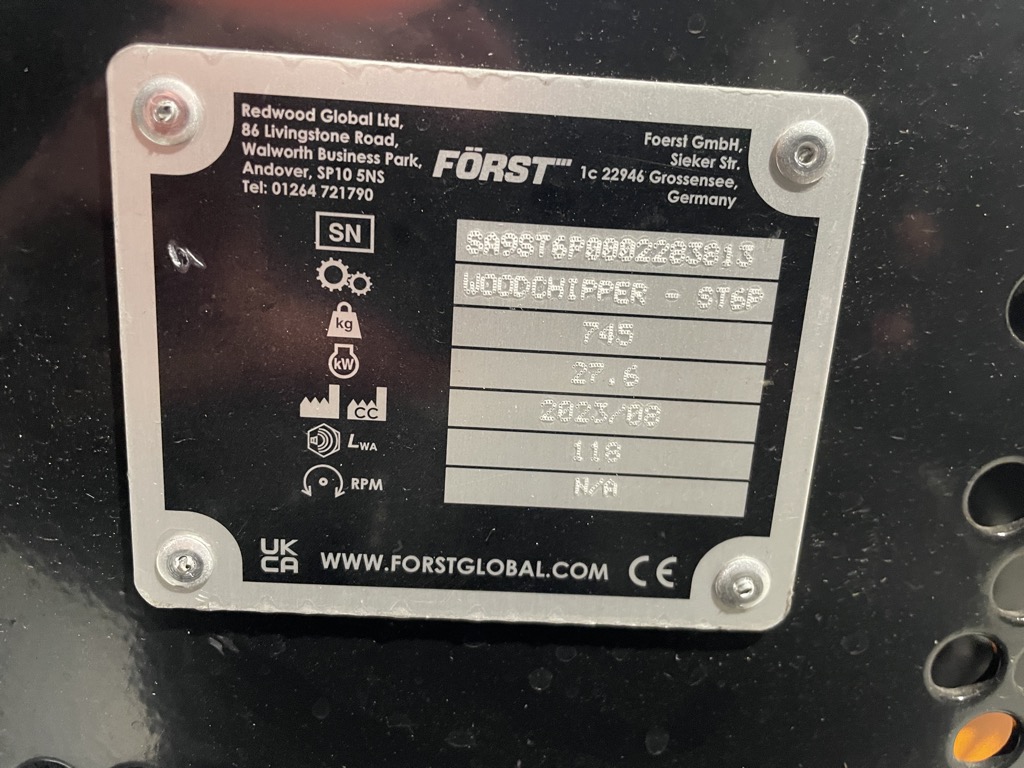 Redwood Global Ltd,
86 Livingstone Road,
Walworth Business Park,
Andover, SP10 5NS
Tel: 01264 721790
FÖRST
Foerst GmbH,
Sieker Str.
1c 22946 Grossensee,
Germany
SN SA9ST6P0002283813
WOODCHIPPER - ST6P
kg 745
kW 27.6
CC 2023/08
LWA 118
RPM N/A
UK
CA
WWW.FORSTGLOBAL.COM CE